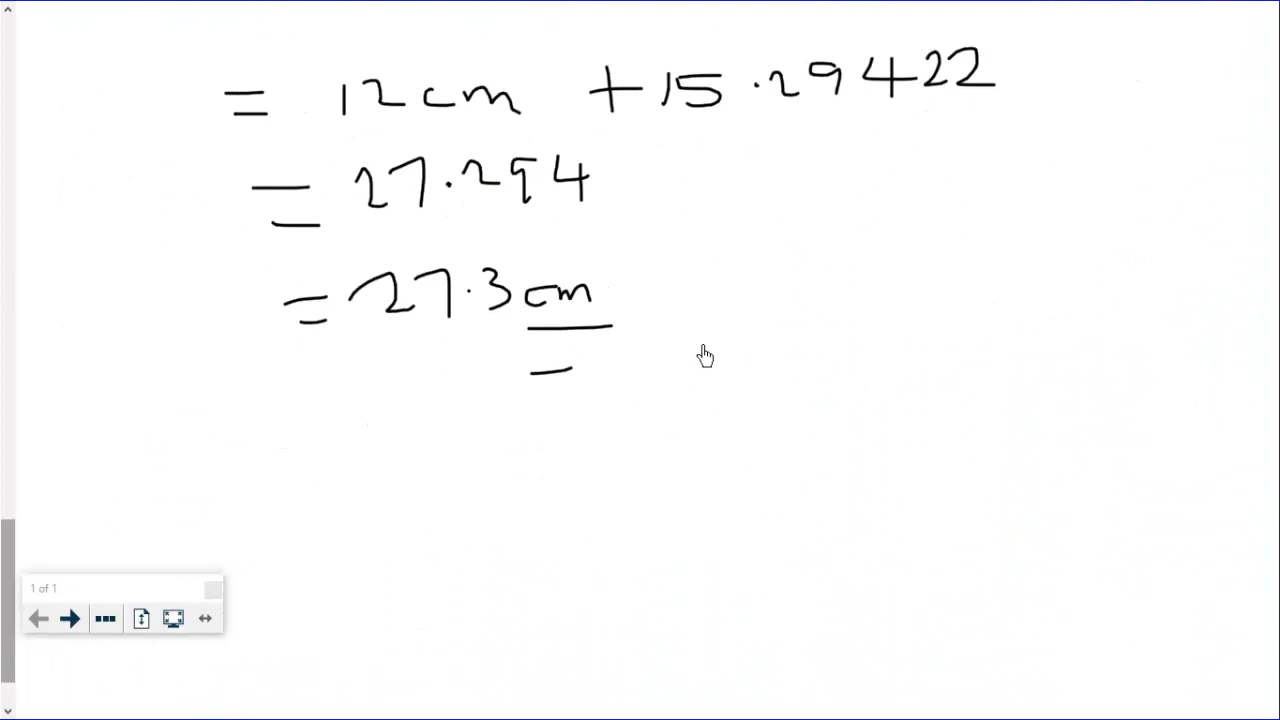 = 12cm + 15.29422
= 27.294
= 27.3cm
1 of 1